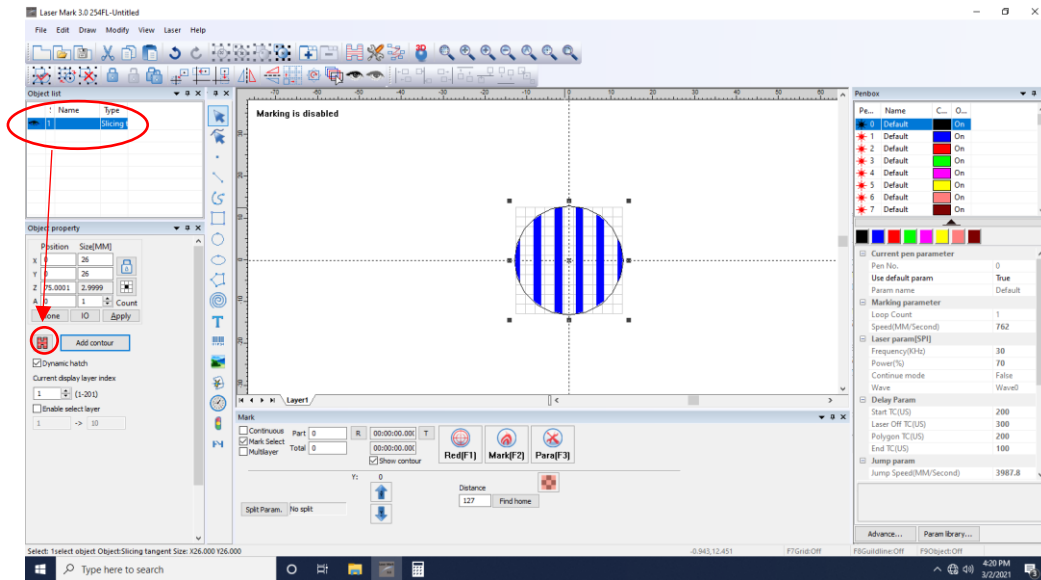 Laser Mark 3.0 254FL-Untitled
File Edit Draw Modify View Laser Help
Object list
Name Type
1 Slicing t
Object property
Position Size[MM]
X 0 26
Y 0 26
Z 75.0001 2.9999
A 0 1 Count
IO Apply
Add contour
Dynamic hatch
Current display layer index
1 (1-201)
Enable select layer
1 -> 10
Marking is disabled
Layer1
Mark
Continuous Part 0 R 00:00:00.00( T
Mark Select Total 0 00:00:00.00(
Multilayer
Show contour
Red(F1) Mark(F2) Para(F3)
Y: 0
Distance
127 Find home
Split Param. No split
Penbox
Pe... Name C... O...
0 Default On
1 Default On
2 Default On
3 Default On
4 Default On
5 Default On
6 Default On
7 Default On
Current pen parameter
Pen No. 0
Use default param True
Param name Default
Marking parameter
Loop Count 1
Speed(MM/Second) 762
Laser param[SPI]
Frequency(KHz) 30
Power(%) 70
Continue mode False
Wave Wave0
Delay Param
Start TC(US) 200
Laser Off TC(US) 300
Polygon TC(US) 200
End TC(US) 100
Jump param
Jump Speed(MM/Second) 3987.8
Advance... Param library...
Select: 1select object Object:Slicing tangent Size: X26.000 Y26.000 -0.943,12.451 F7Grid:Off F8Guildline:Off F9Object:Off
Type here to search
4:20 PM
3/2/2021